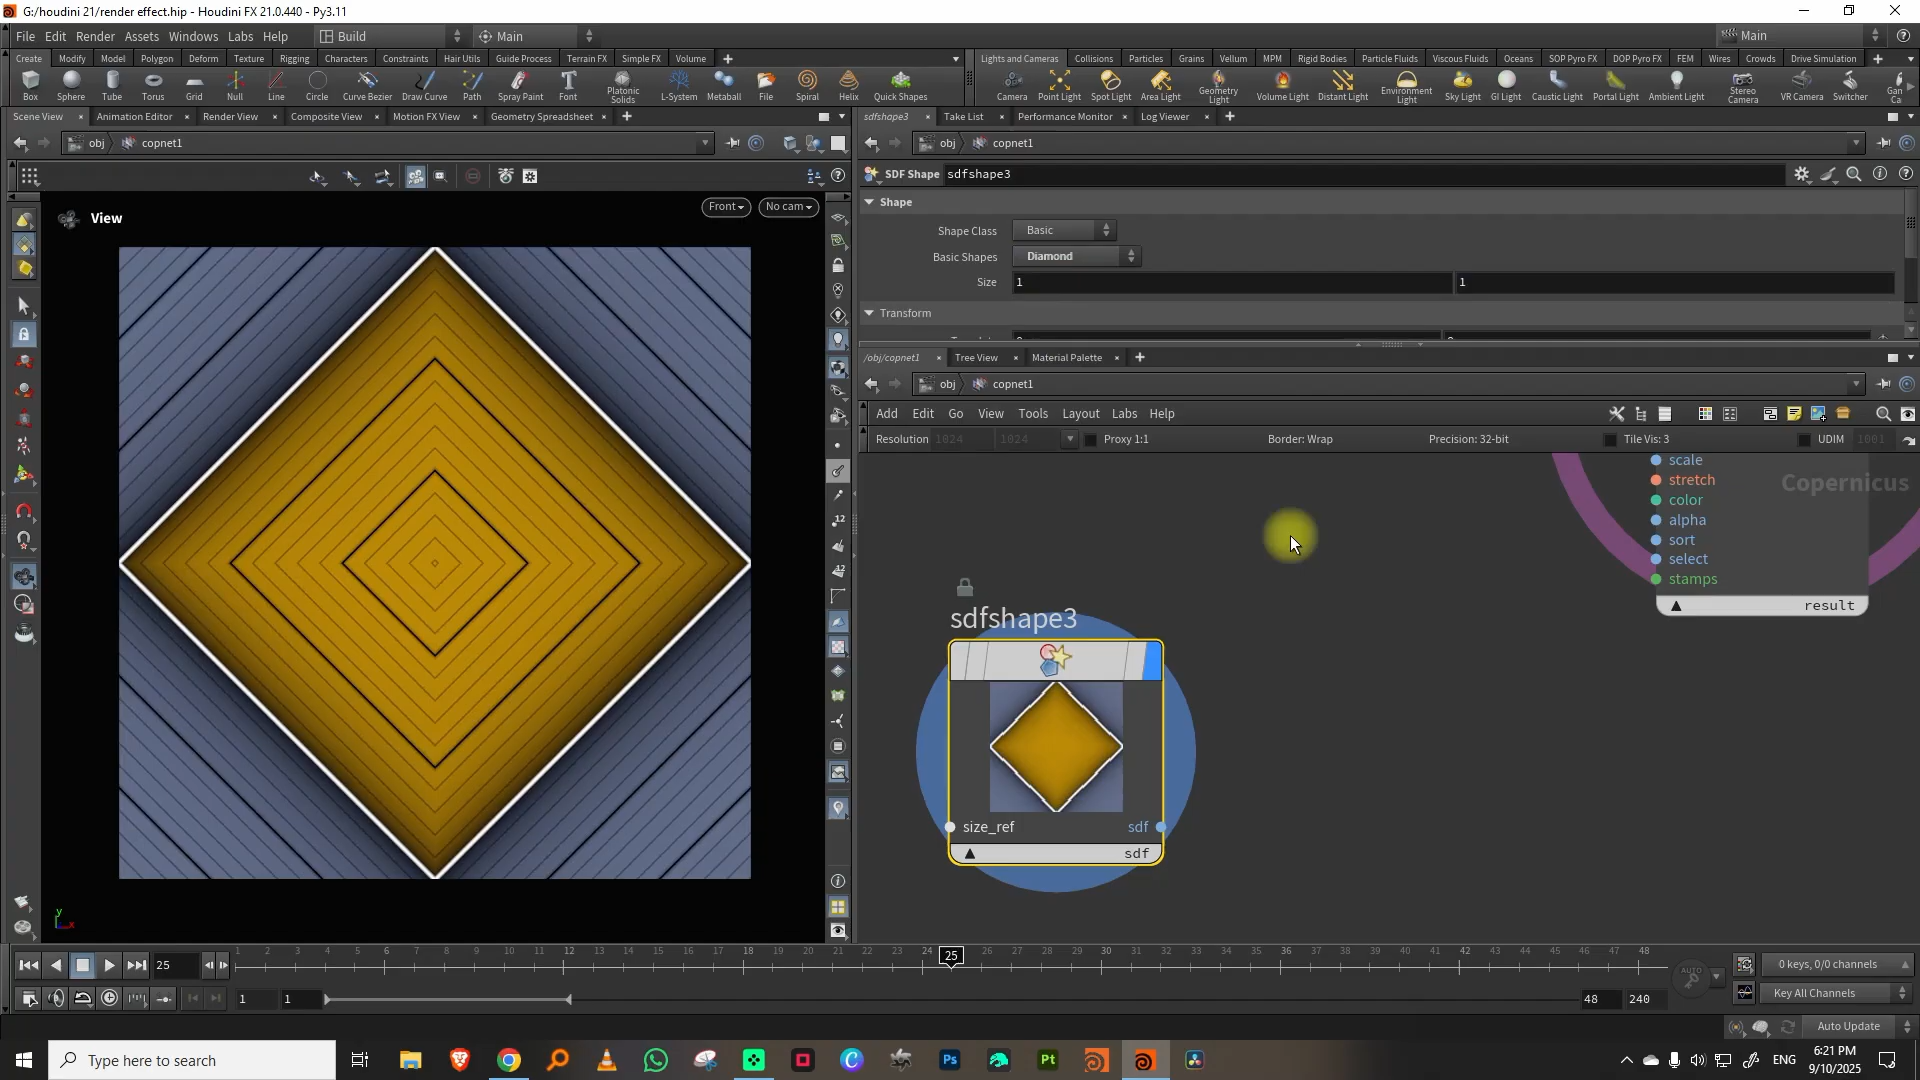 G:/houdini 21/render effect.hip - Houdini FX 21.0.440 - Py3.11
File Edit Render Assets Windows Labs Help Build Main Main
Create Modify Model Polygon Deform Texture Rigging Characters Constraints Hair Utils Guide Process Terrain FX Simple FX Volume
Lights and Cameras Collisions Particles Grains Vellum MPM Rigid Bodies Particle Fluids Viscous Fluids Oceans SOP Pyro FX DOP Pyro FX FEM Wires Crowds Drive Simulation
Box Sphere Tube Torus Grid Null Line Circle Curve Bezier Draw Curve Path Spray Paint Font Platonic Solids L-System Metaball File Spiral Helix Quick Shapes
Camera Point Light Spot Light Area Light Geometry Light Volume Light Distant Light Environment Light Sky Light GI Light Caustic Light Portal Light Ambient Light Stereo Camera VR Camera Switcher Gan Ca
Scene View Animation Editor Render View Composite View Motion FX View Geometry Spreadsheet
sdfshape3 Take List Performance Monitor Log Viewer
obj copnet1
obj copnet1
SDF Shape sdfshape3
View
Front No cam
Shape
Shape Class Basic
Basic Shapes Diamond
Size 1 1
Transform
/obj/copnet1 Tree View Material Palette
obj copnet1
Add Edit Go View Tools Layout Labs Help
Resolution 1024 1024 Proxy 1:1 Border: Wrap Precision: 32-bit Tile Vis: 3 UDIM 1001
Copernicus
scale
stretch
color
alpha
sort
select
stamps
result
sdfshape3
size_ref sdf
sdf
12
12
y
x
25
1 2 3 4 5 6 7 8 9 10 11 12 13 14 15 16 17 18 19 20 21 22 23 24 25 26 27 28 29 30 31 32 33 34 35 36 37 38 39 40 41 42 43 44 45 46 47 48
AUTO
0 keys, 0/0 channels
1 1 48 240
Key All Channels
Auto Update
Type here to search
Ps
Pt
ENG
6:21 PM
9/10/2025